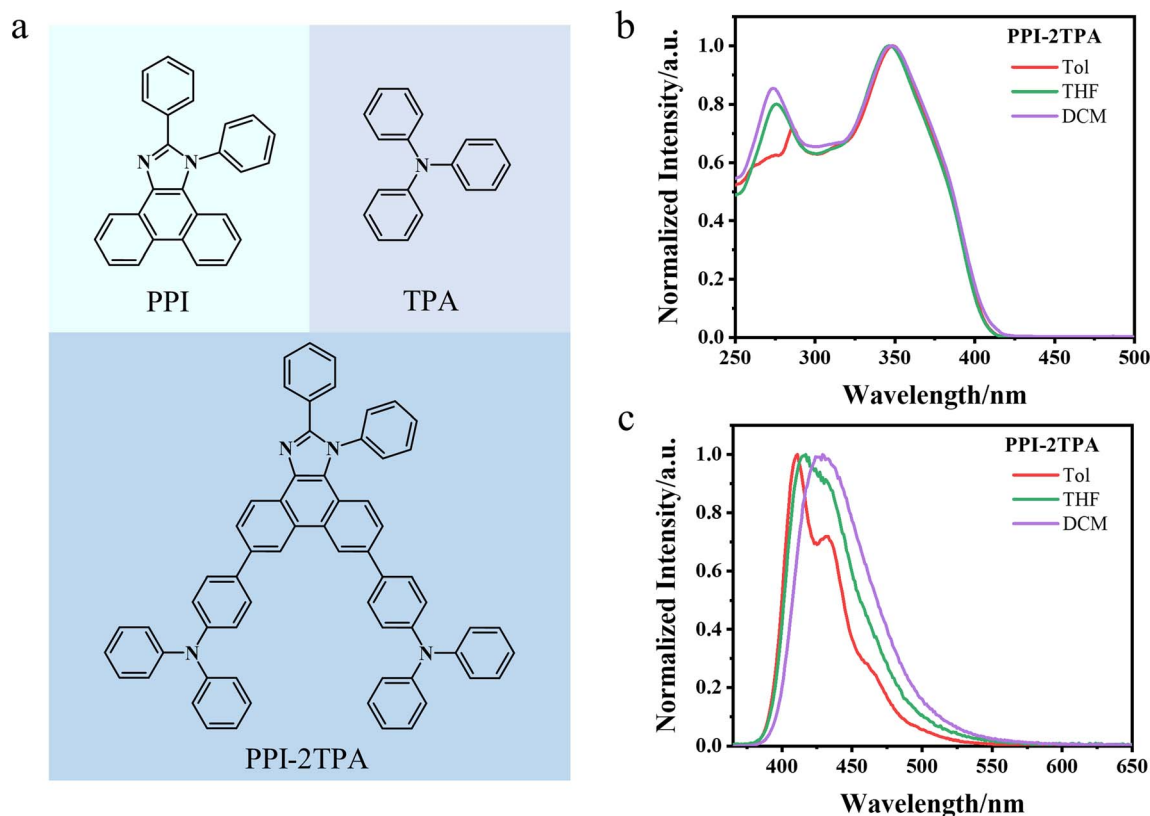 a
N
N
PPI
N
TPA
N
N
N
N
PPI-2TPA
b
PPI-2TPA
Tol
THF
DCM
Normalized Intensity/a.u.
1.0
0.8
0.6
0.4
0.2
0.0
250
300
350
400
450
500
Wavelength/nm
c
PPI-2TPA
Tol
THF
DCM
Normalized Intensity/a.u.
1.0
0.8
0.6
0.4
0.2
0.0
400
450
500
550
600
650
Wavelength/nm